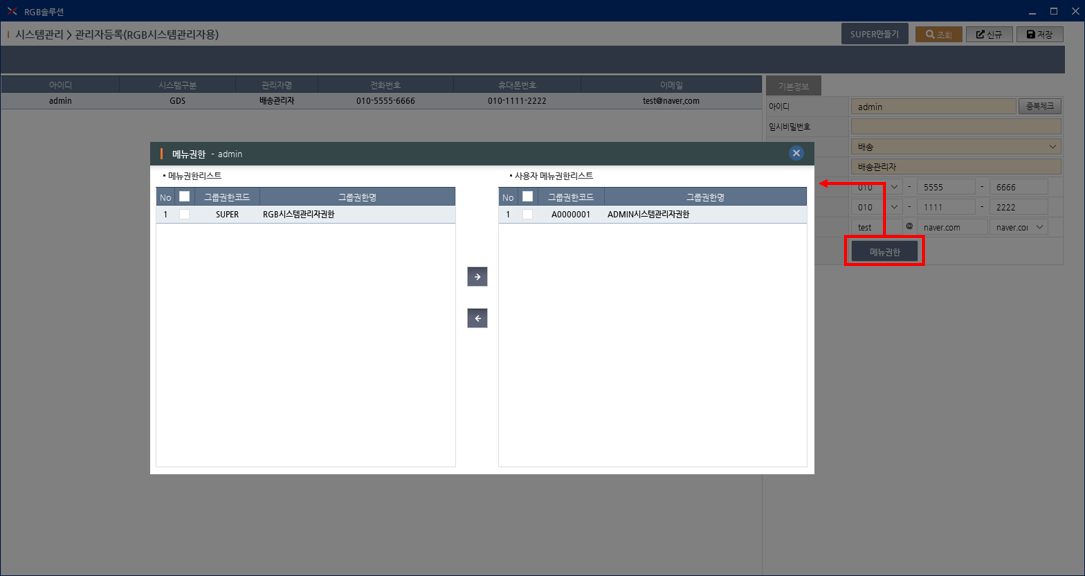 RGB솔루션
시스템관리 > 관리자등록(RGB시스템관리자용)
SUPER만들기 조회 신규 저장
아이디 시스템구분 관리자명 전화번호 휴대폰번호 이메일
admin GDS 배송관리자 010-5555-6666 010-1111-2222 test@naver,com
기본정보
아이디 admin 중복체크
임시비밀번호
배송
배송관리자
010 - 5555 - 6666
010 - 1111 - 2222
test @ naver.com naver.co
메뉴권한
메뉴권한 - admin
• 메뉴권한리스트
No 그룹권한코드 그룹권한명
1 SUPER RGB시스템관리자권한
• 사용자 메뉴권한리스트
No 그룹권한코드 그룹권한명
1 A0000001 ADMIN시스템관리자권한